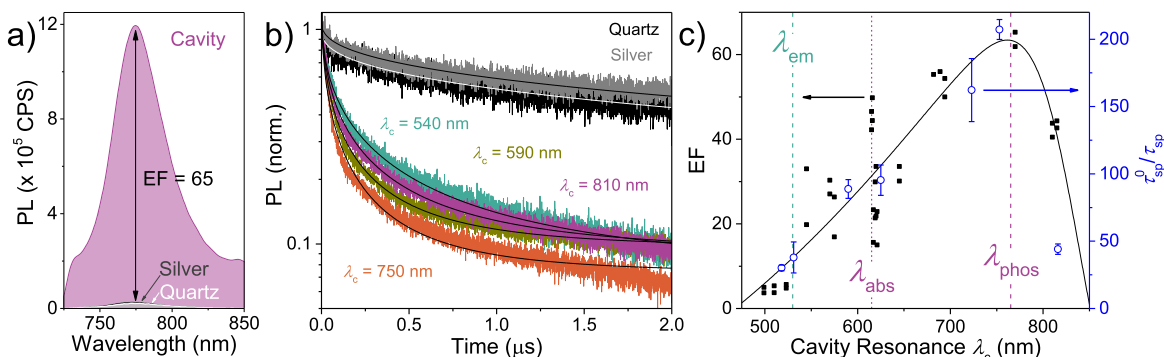 a)
12
8
4
0
PL (x 10⁵ CPS)
Cavity
EF = 65
Silver
Quartz
750 775 800 850
Wavelength (nm)
b)
1
0.1
PL (norm.)
Quartz
Silver
λc = 540 nm
λc = 590 nm
λc = 810 nm
λc = 750 nm
0.0 0.5 1.0 1.5 2.0
Time (μs)
c)
60
40
20
0
EF
λem
λabs
λphos
200
150
100
50
0
τ⁰sp/τsp
500 600 700 800
Cavity Resonance λc (nm)